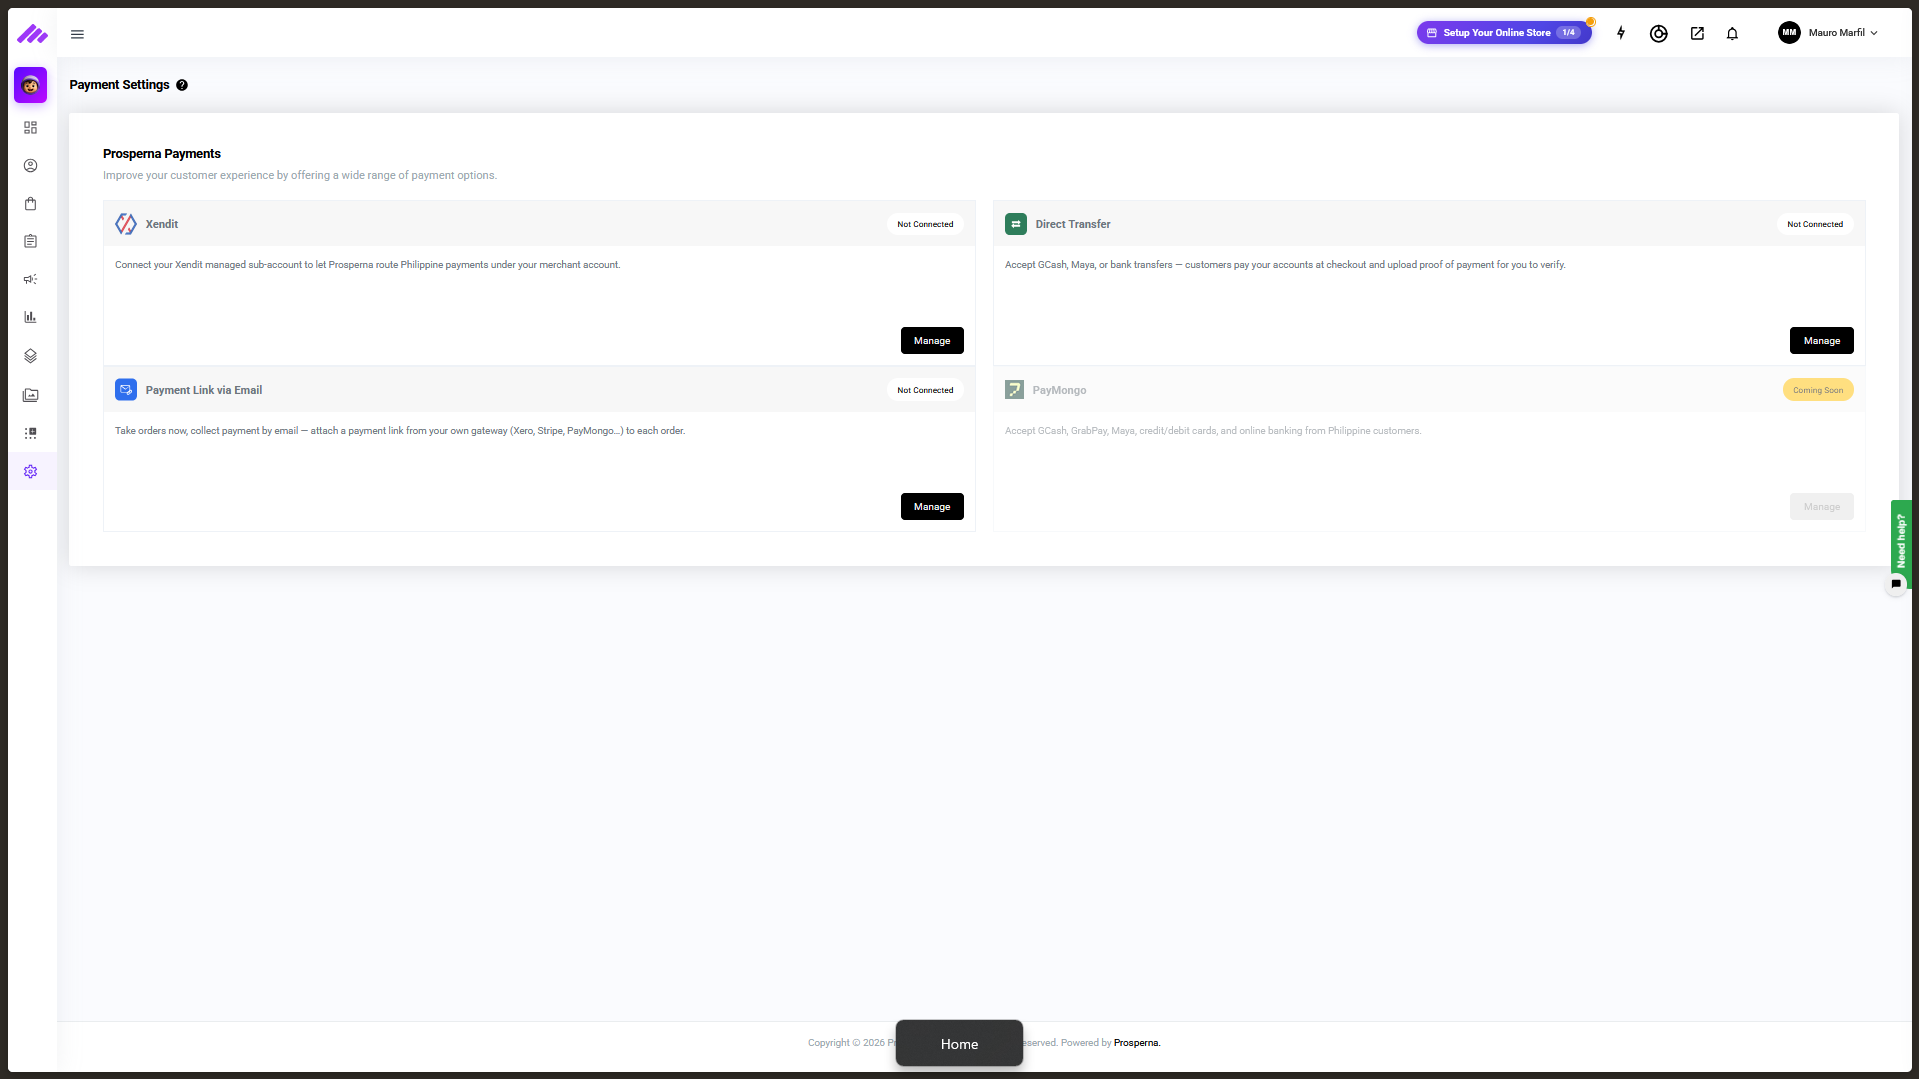 Setup Your Online Store 1/4
MM Mauro Marfil
Payment Settings ?
Prosperna Payments
Improve your customer experience by offering a wide range of payment options.
Xendit
Not Connected
Connect your Xendit managed sub-account to let Prosperna route Philippine payments under your merchant account.
Manage
Direct Transfer
Not Connected
Accept GCash, Maya, or bank transfers — customers pay your accounts at checkout and upload proof of payment for you to verify.
Manage
Payment Link via Email
Not Connected
Take orders now, collect payment by email — attach a payment link from your own gateway (Xero, Stripe, PayMongo...) to each order.
Manage
PayMongo
Coming Soon
Accept GCash, GrabPay, Maya, credit/debit cards, and online banking from Philippine customers.
Manage
Need help?
Copyright © 2026 Powered by Prosperna.
Home